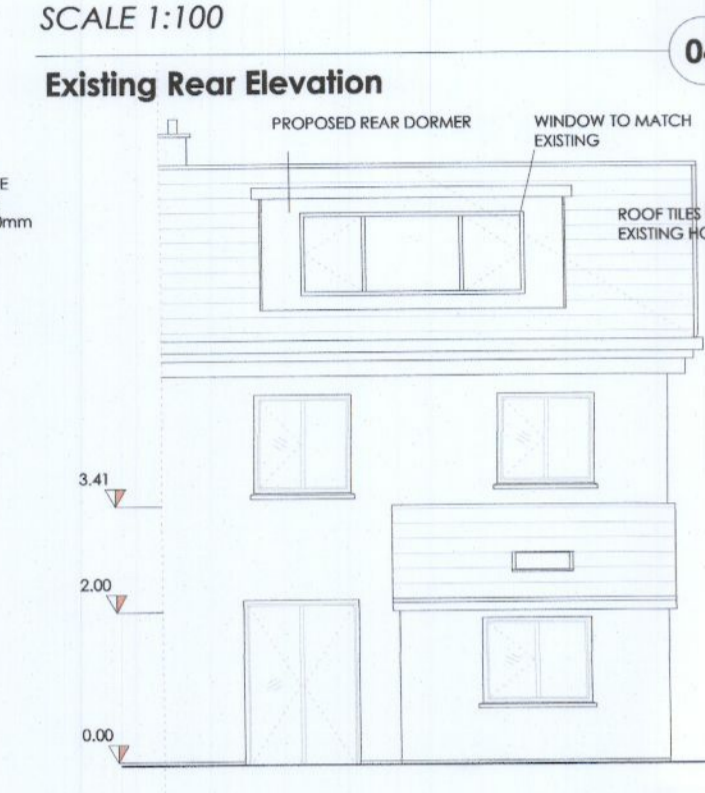 SCALE 1:100
Existing Rear Elevation
PROPOSED REAR DORMER
WINDOW TO MATCH
EXISTING
ROOF TILES
EXISTING
3.41
2.00
0.00